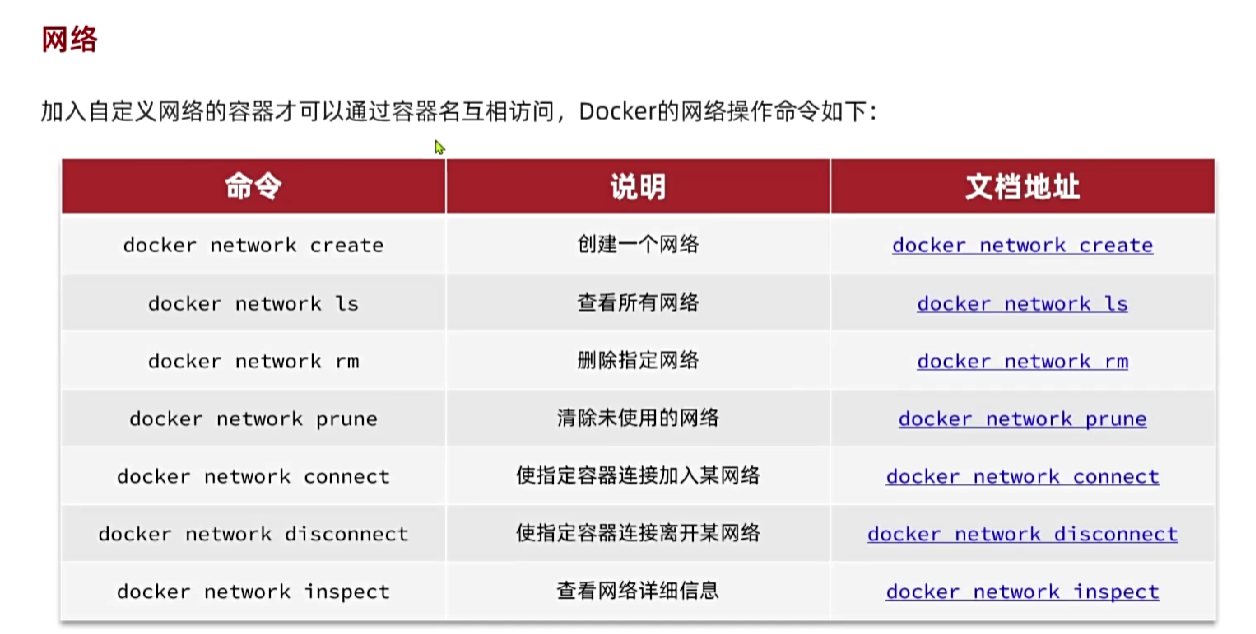 网络
加入自定义网络的容器才可以通过容器名互相访问，Docker的网络操作命令如下：
命令 说明 文档地址
docker network create 创建一个网络 docker network create
docker network ls 查看所有网络 docker network ls
docker network rm 删除指定网络 docker network rm
docker network prune 清除未使用的网络 docker network prune
docker network connect 使指定容器连接加入某网络 docker network connect
docker network disconnect 使指定容器连接离开某网络 docker network disconnect
docker network inspect 查看网络详细信息 docker network inspect